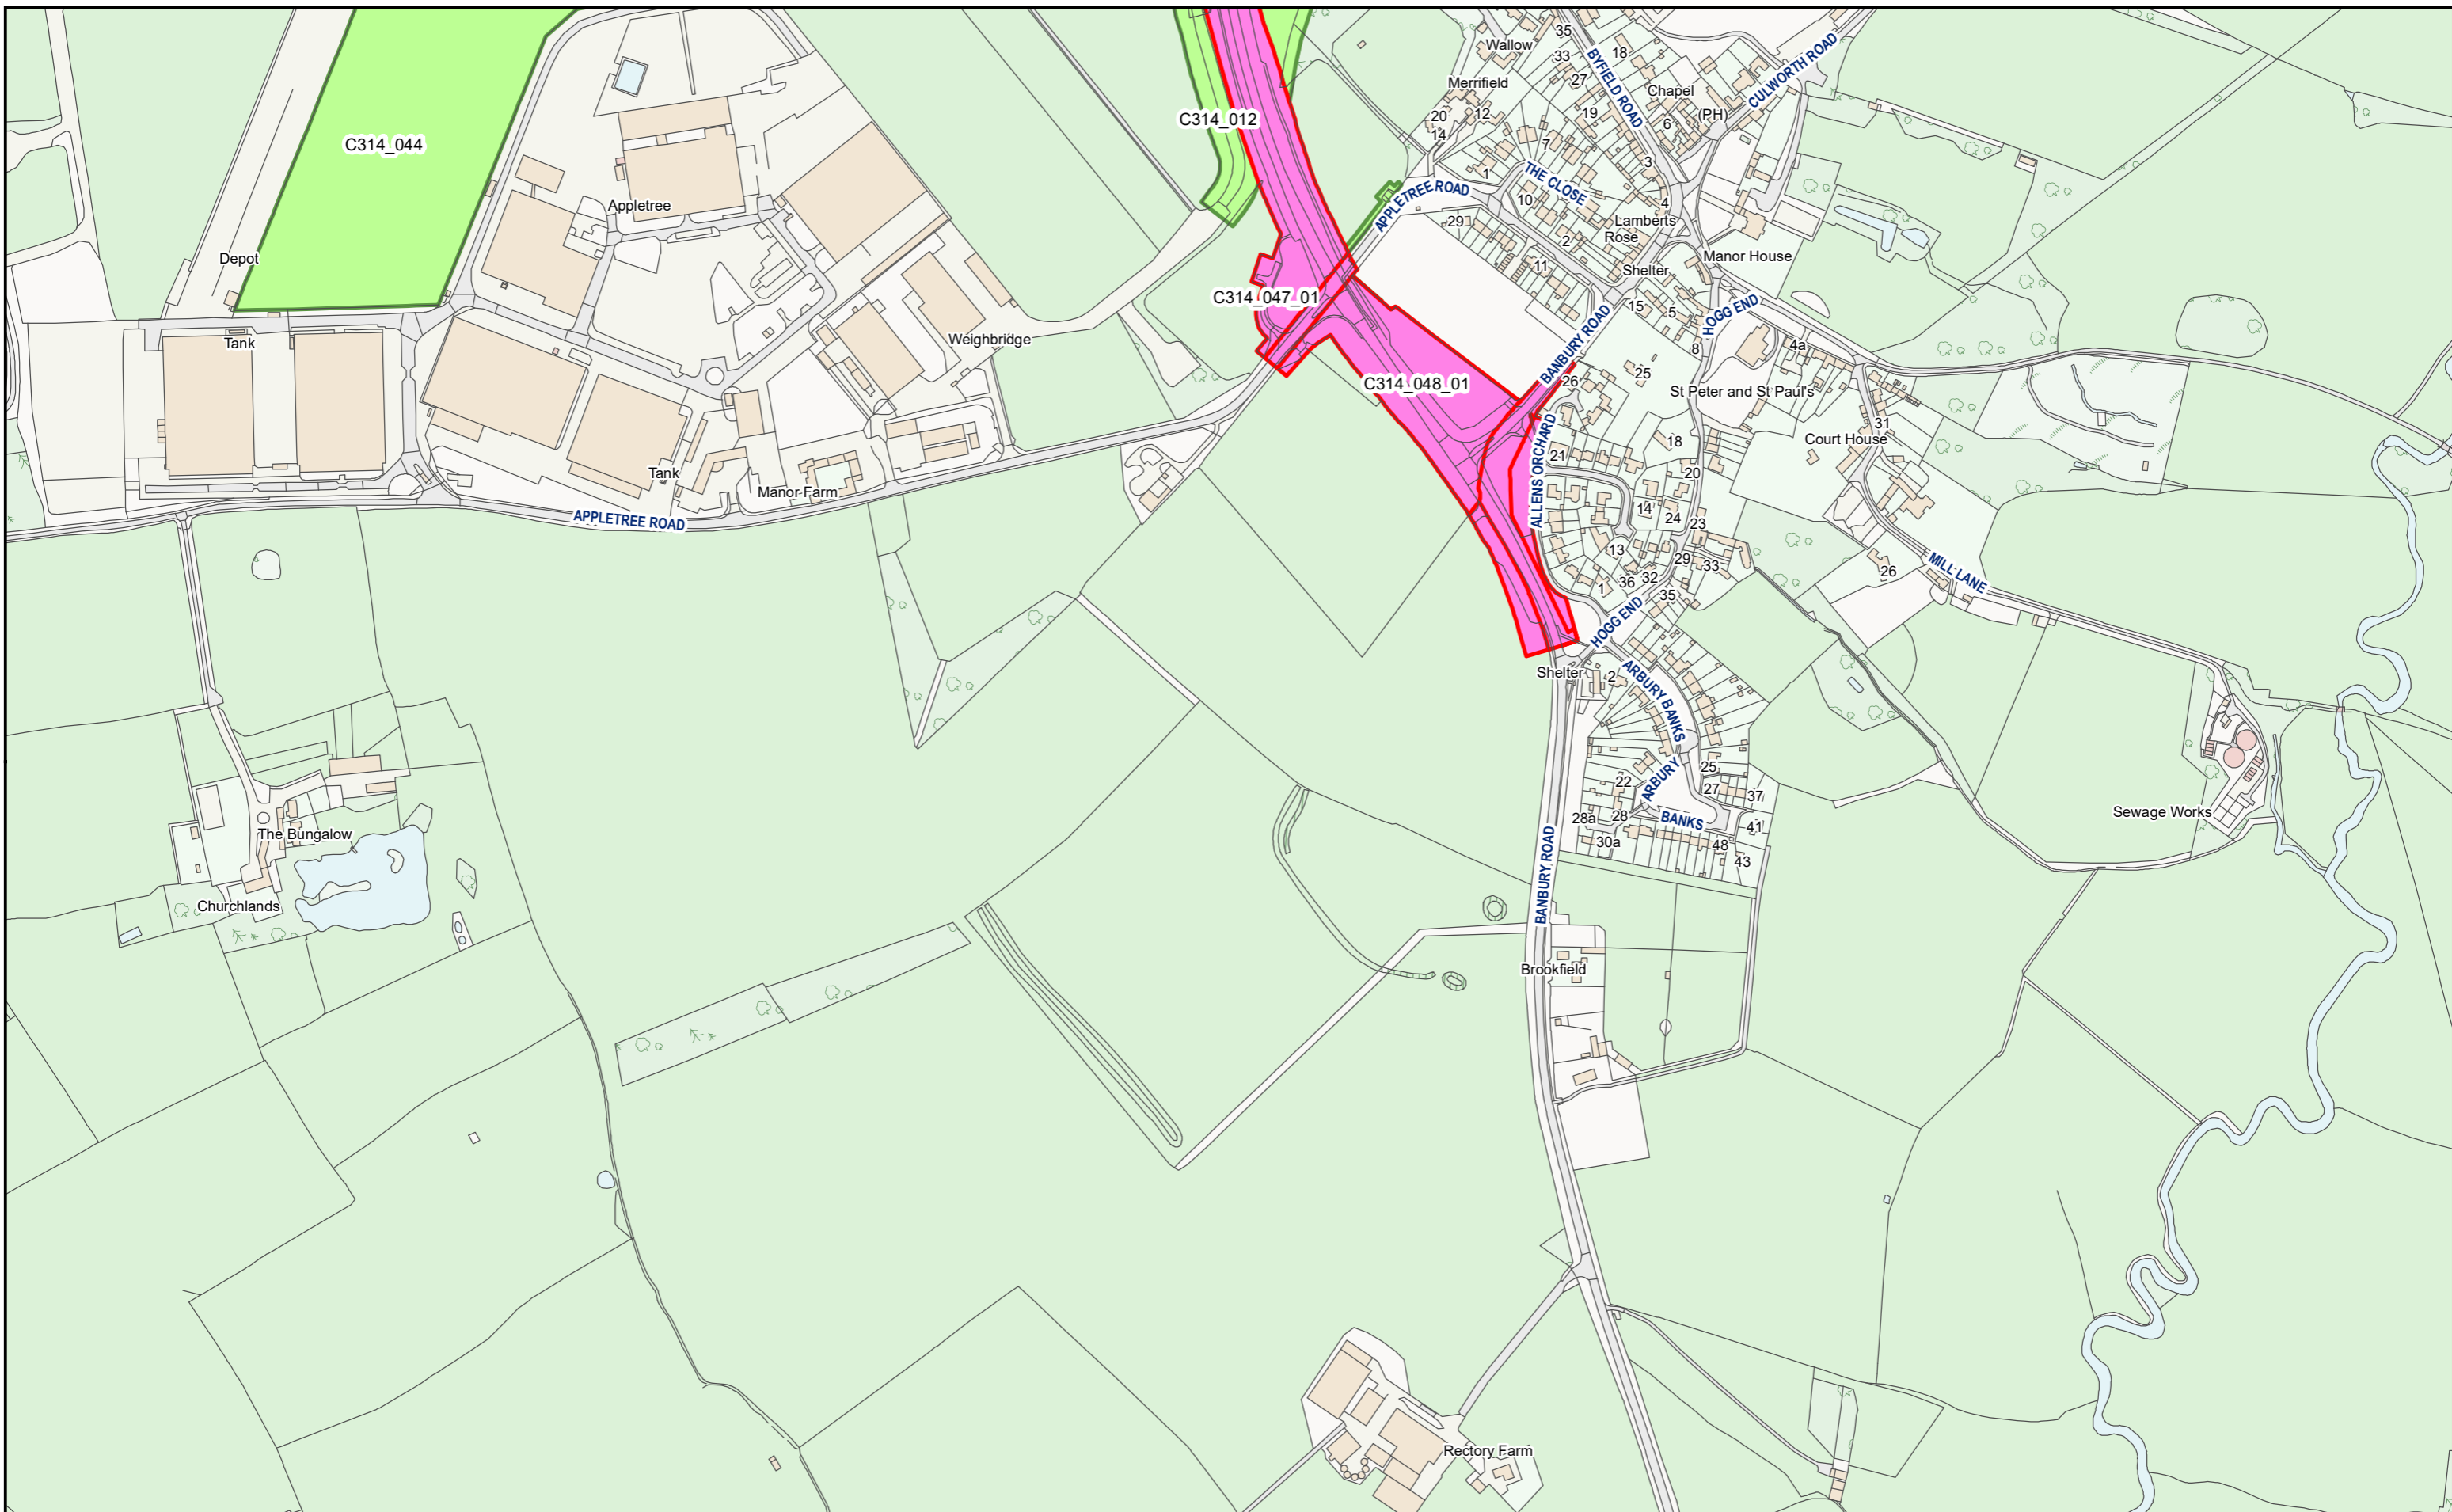 35
Wallow
18
33
BYFIELD ROAD
CULWORTH ROAD
27
Merrifield
Chapel
C314_012
20
12
19
(PH)
6
14
C314_044
7
3
1
THE CLOSE
APPLETREE ROAD
10
4
Appletree
29
Lamberts
Rose
2
Depot
Manor House
11
Shelter
C314_047_01
15
5
HOGG END
BANBURY ROAD
Tank
Weighbridge
8
4a
C314_048_01
26
25
St Peter and St Paul's
31
ALLENS ORCHARD
18
Court House
21
Tank
20
Manor Farm
14
24
23
APPLETREE ROAD
13
29
33
26
MILL LANE
1
36
32
35
HOGG END
Shelter
2
ARBURY BANKS
25
22
ARBURY
27
37
28a
28
BANKS
41
Sewage Works
The Bungalow
30a
48
43
BANBURY ROAD
Churchlands
Brookfield
Rectory Farm